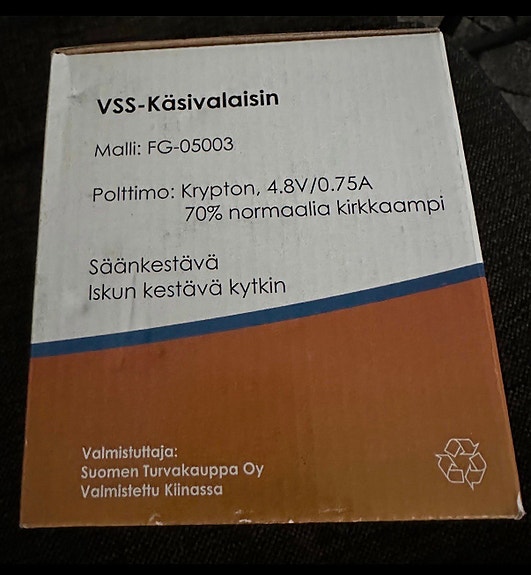 VSS-Käsivalaisin
Malli: FG-05003
Polttimo: Krypton, 4.8V/0.75A
70% normaalia kirkkaampi
Säänkestävä
Iskun kestävä kytkin
Valmistuttaja:
Suomen Turvakauppa Oy
Valmistettu Kiinassa